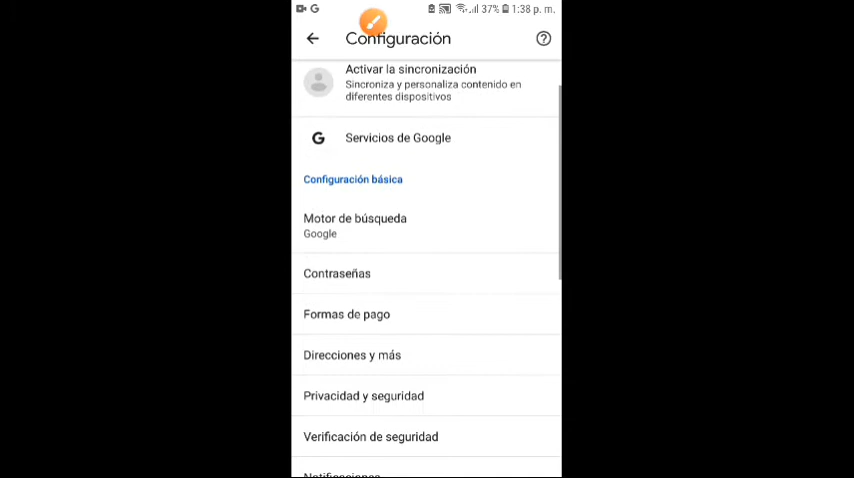 37% 1:38 p. m.
Configuración
Activar la sincronización
Sincroniza y personaliza contenido en
diferentes dispositivos
Servicios de Google
Configuración básica
Motor de búsqueda
Google
Contraseñas
Formas de pago
Direcciones y más
Privacidad y seguridad
Verificación de seguridad
Notificaciones